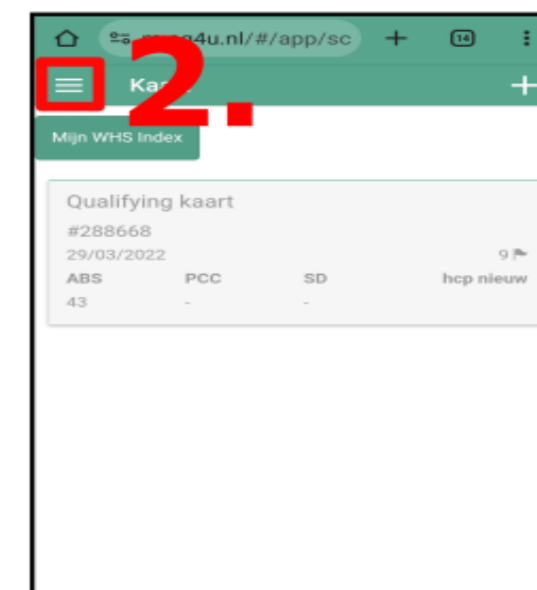 4u.nl/#/app/sc + 14
2.
Mijn WHS Index
Qualifying kaart
#288668
29/03/2022 9
ABS PCC SD hcp nieuw
43 - -